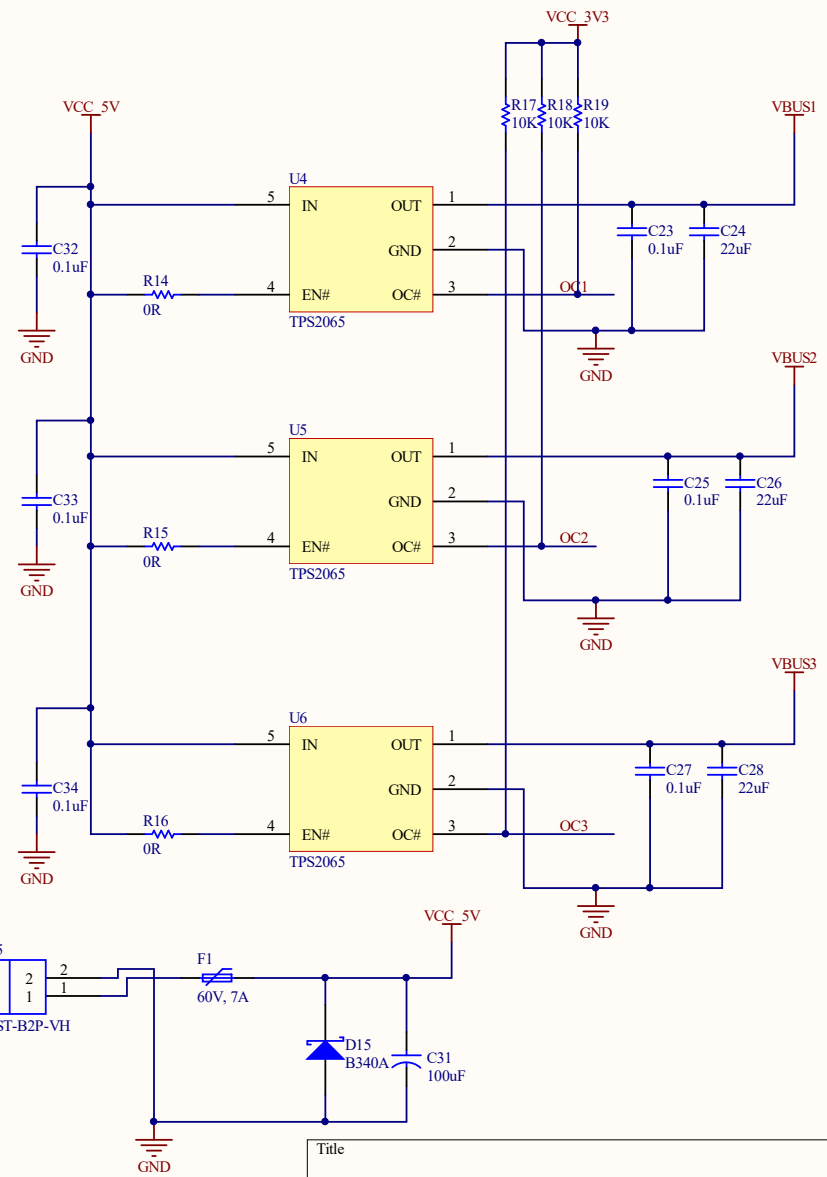 VCC_3V3
R17 R18 R19
10K 10K 10K
VCC_5V
VBUS1
U4
5 IN OUT 1
GND 2
4 EN# OC# 3
TPS2065
C32
0.1uF
GND
R14
0R
OC1
C23
0.1uF
C24
22uF
GND
VBUS2
U5
5 IN OUT 1
GND 2
4 EN# OC# 3
TPS2065
C33
0.1uF
GND
R15
0R
OC2
C25
0.1uF
C26
22uF
GND
VBUS3
U6
5 IN OUT 1
GND 2
4 EN# OC# 3
TPS2065
C34
0.1uF
GND
R16
0R
OC3
C27
0.1uF
C28
22uF
GND
VCC_5V
2 2
1 1
ST-B2P-VH
F1
60V, 7A
D15
B340A
C31
100uF
GND
Title